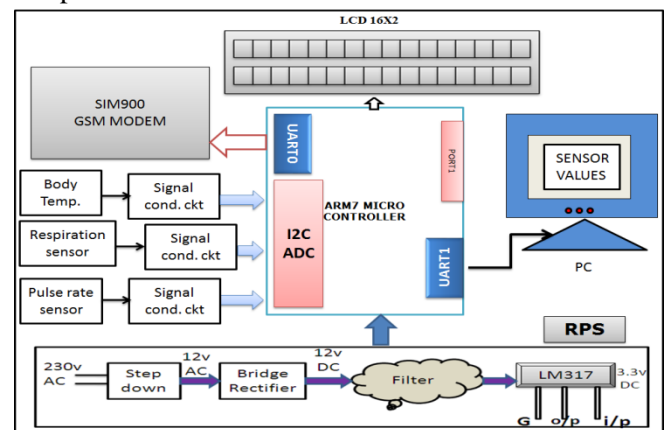 LCD 16X2
SIM900
GSM MODEM
UART0
PORT1
SENSOR
VALUES
Body
Temp.
Signal
cond. ckt
ARM7 MICRO
CONTROLLER
Respiration
sensor
Signal
cond. ckt
I2C
ADC
UART1
PC
Pulse rate
sensor
Signal
cond. ckt
RPS
230v
AC
Step
down
12v
AC
Bridge
Rectifier
12v
DC
Filter
LM317
3.3v
DC
G
o/p
i/p